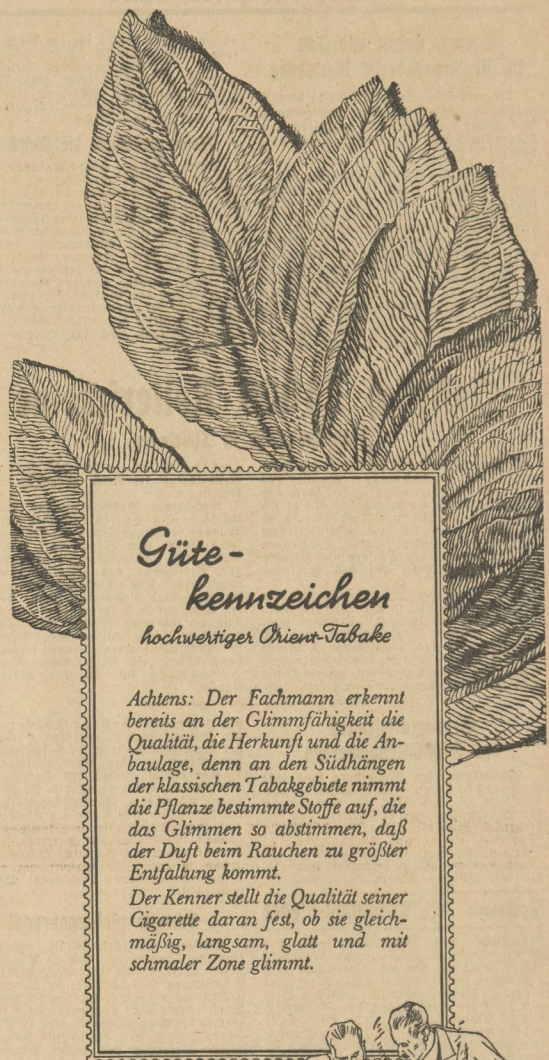 Güte-
kennzeichen
hochwertiger Orient-Tabake
Achtens: Der Fachmann erkennt
bereits an der Glimmfähigkeit die
Qualität, die Herkunft und die An-
baulage, denn an den Südhängen
der klassischen Tabakgebiete nimmt
die Pflanze bestimmte Stoffe auf, die
das Glimmen so abstimmen, daß
der Duft beim Rauchen zu größter
Entfaltung kommt.
Der Kenner stellt die Qualität seiner
Cigarette daran fest, ob sie gleich-
mäßig, langsam, glatt und mit
schmaler Zone glimmt.